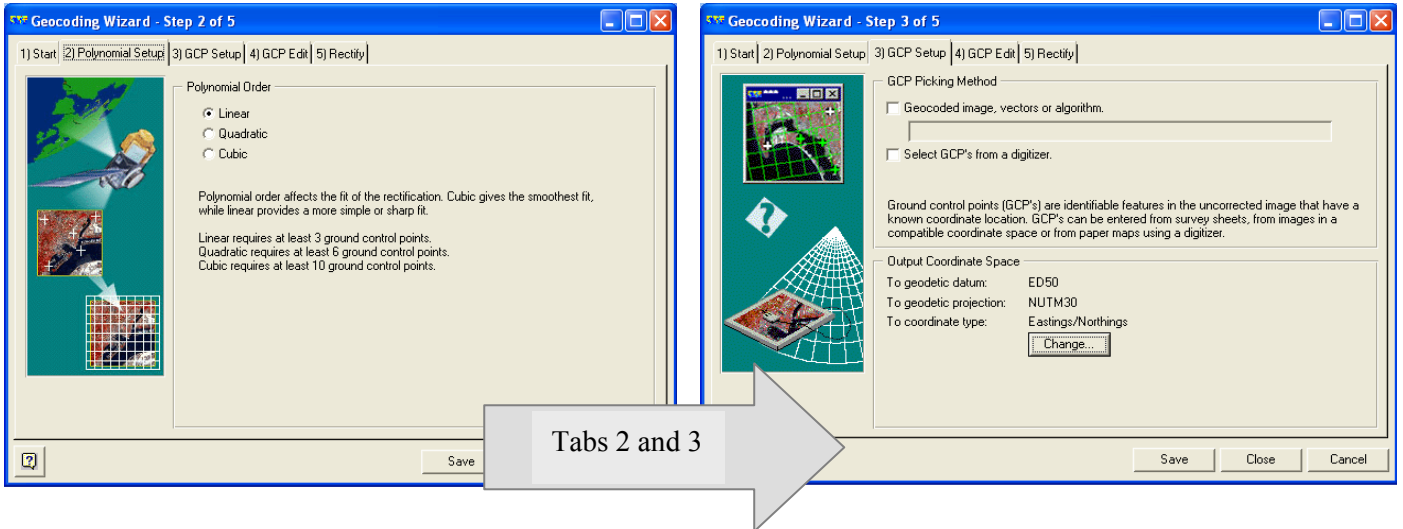 Geocoding Wizard - Step 2 of 5
1) Start 2) Polynomial Setup 3) GCP Setup 4) GCP Edit 5) Rectify
Polynomial Order
Linear
Quadratic
Cubic
Polynomial order affects the fit of the rectification. Cubic gives the smoothest fit,
while linear provides a more simple or sharp fit.
Linear requires at least 3 ground control points.
Quadratic requires at least 6 ground control points.
Cubic requires at least 10 ground control points.
Save
Tabs 2 and 3
Geocoding Wizard - Step 3 of 5
1) Start 2) Polynomial Setup 3) GCP Setup 4) GCP Edit 5) Rectify
GCP Picking Method
Geocoded image, vectors or algorithm.
Select GCP's from a digitizer.
Ground control points (GCP's) are identifiable features in the uncorrected image that have a
known coordinate location. GCP's can be entered from survey sheets, from images in a
compatible coordinate space or from paper maps using a digitizer.
Output Coordinate Space
To geodetic datum: ED50
To geodetic projection: NUTM30
To coordinate type: Eastings/Northings
Change...
Save Close Cancel